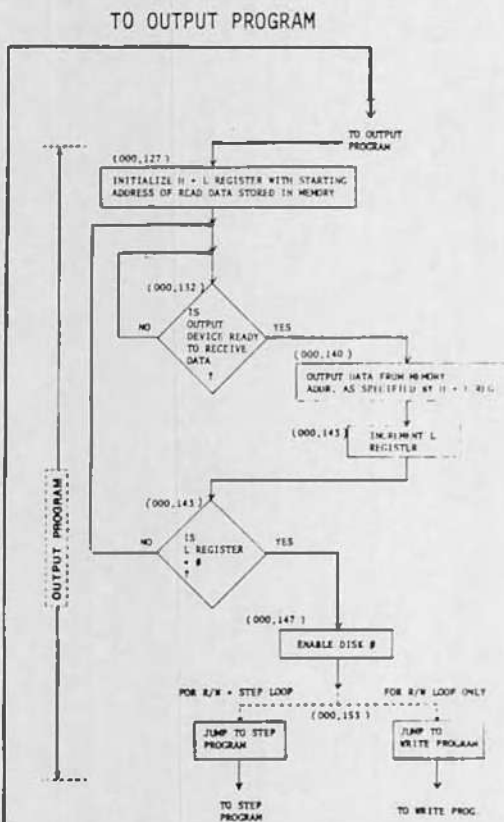 TO OUTPUT PROGRAM
TO OUTPUT
PROGRAM
(000,127)
INITIALIZE H + L REGISTER WITH STARTING
ADDRESS OF READ DATA STORED IN MEMORY
(000,132)
IS
OUTPUT
DEVICE READY
TO RECEIVE
DATA
?
NO
YES
(000,140)
OUTPUT DATA FROM MEMORY
ADDR. AS SPECIFIED BY H + L REG
(000,143)
INCREMENT L
REGISTER
(000,143)
IS
L REGISTER
= 0
?
NO
YES
OUTPUT PROGRAM
(000,147)
ENABLE DISK 0
FOR R/W + STEP LOOP
FOR R/W LOOP ONLY
(000,153)
JUMP TO STEP
PROGRAM
JUMP TO
WRITE PROGRAM
TO STEP
PROGRAM
TO WRITE PROG.